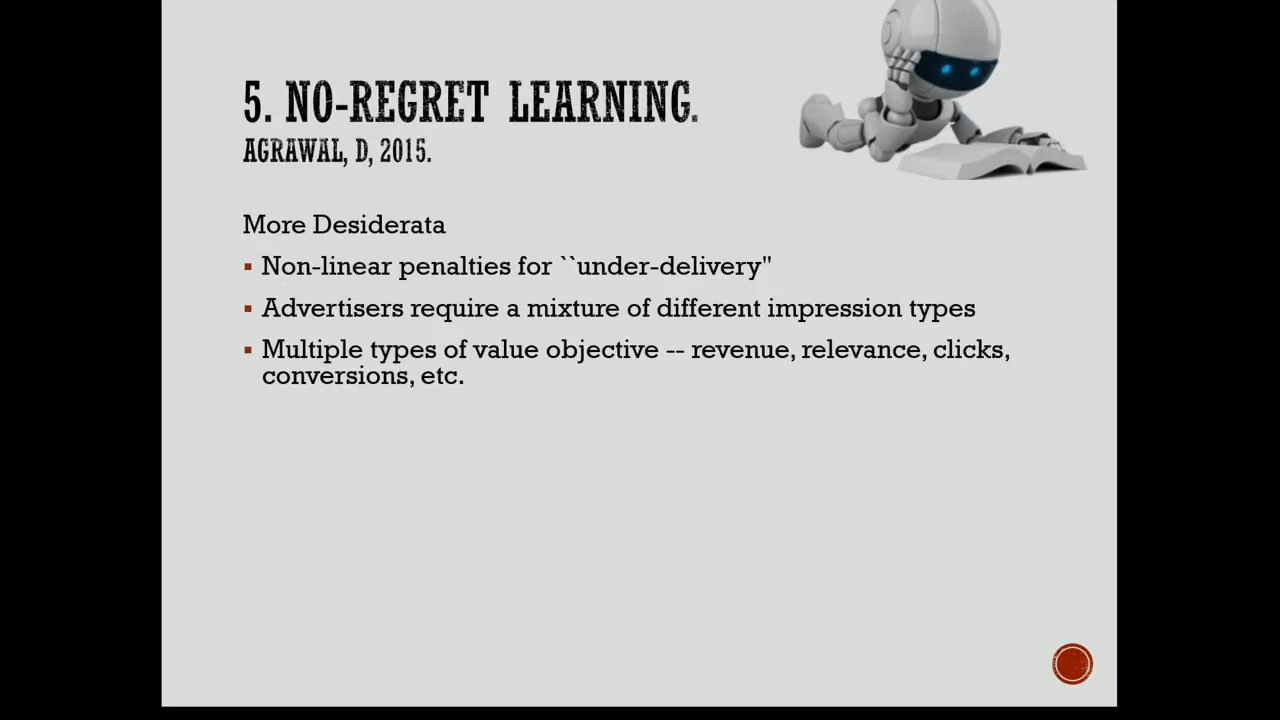 5. NO-REGRET LEARNING.
AGRAWAL, D, 2015.
More Desiderata
▪ Non-linear penalties for ``under-delivery"
▪ Advertisers require a mixture of different impression types
▪ Multiple types of value objective -- revenue, relevance, clicks,
conversions, etc.